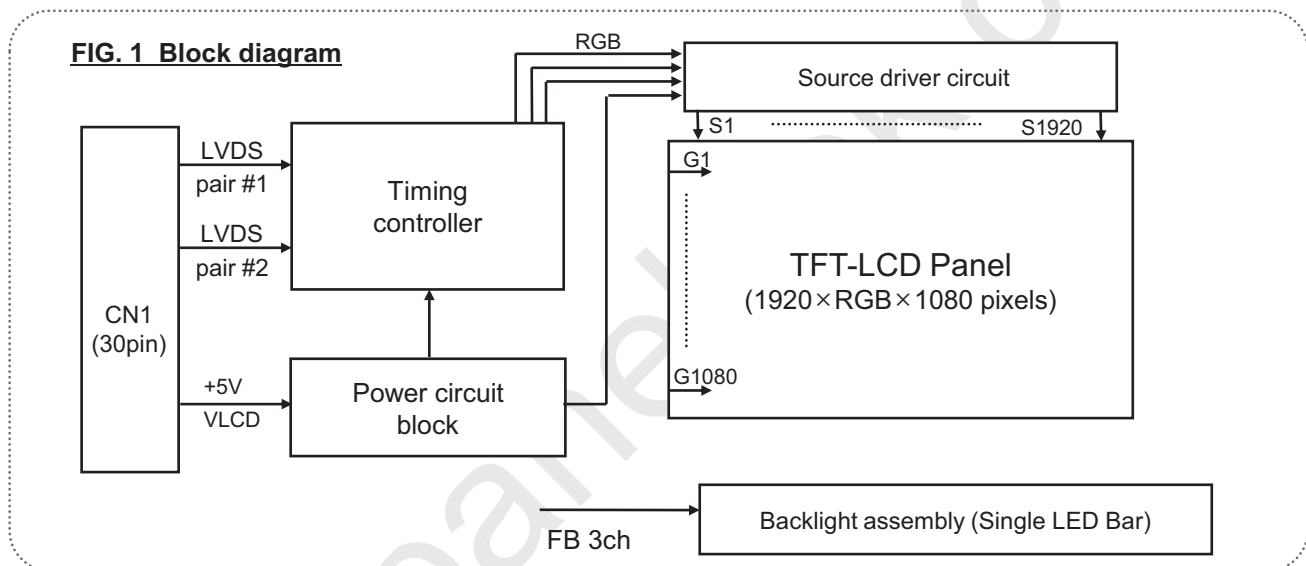 FIG. 1 Block diagram
RGB
Source driver circuit
S1
S1920
CN1
(30pin)
LVDS
pair #1
LVDS
pair #2
+5V
VLCD
Timing
controller
Power circuit
block
G1
TFT-LCD Panel
(1920×RGB×1080 pixels)
G1080
FB 3ch
Backlight assembly (Single LED Bar)